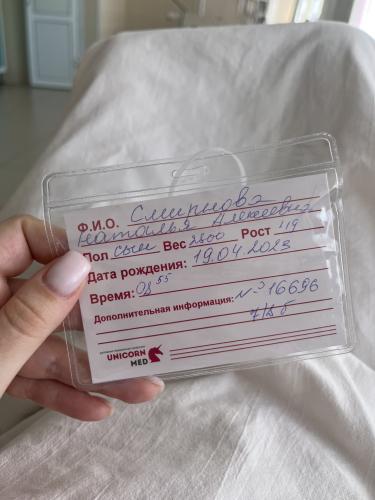 Ф.И.О. Смирнова
Наталья Алексеевна
Пол сын Вес 2800 Рост 49
Дата рождения: 19.04.2023
Время: 08 55
Дополнительная информация: N-o 16696
UNICORN
MED